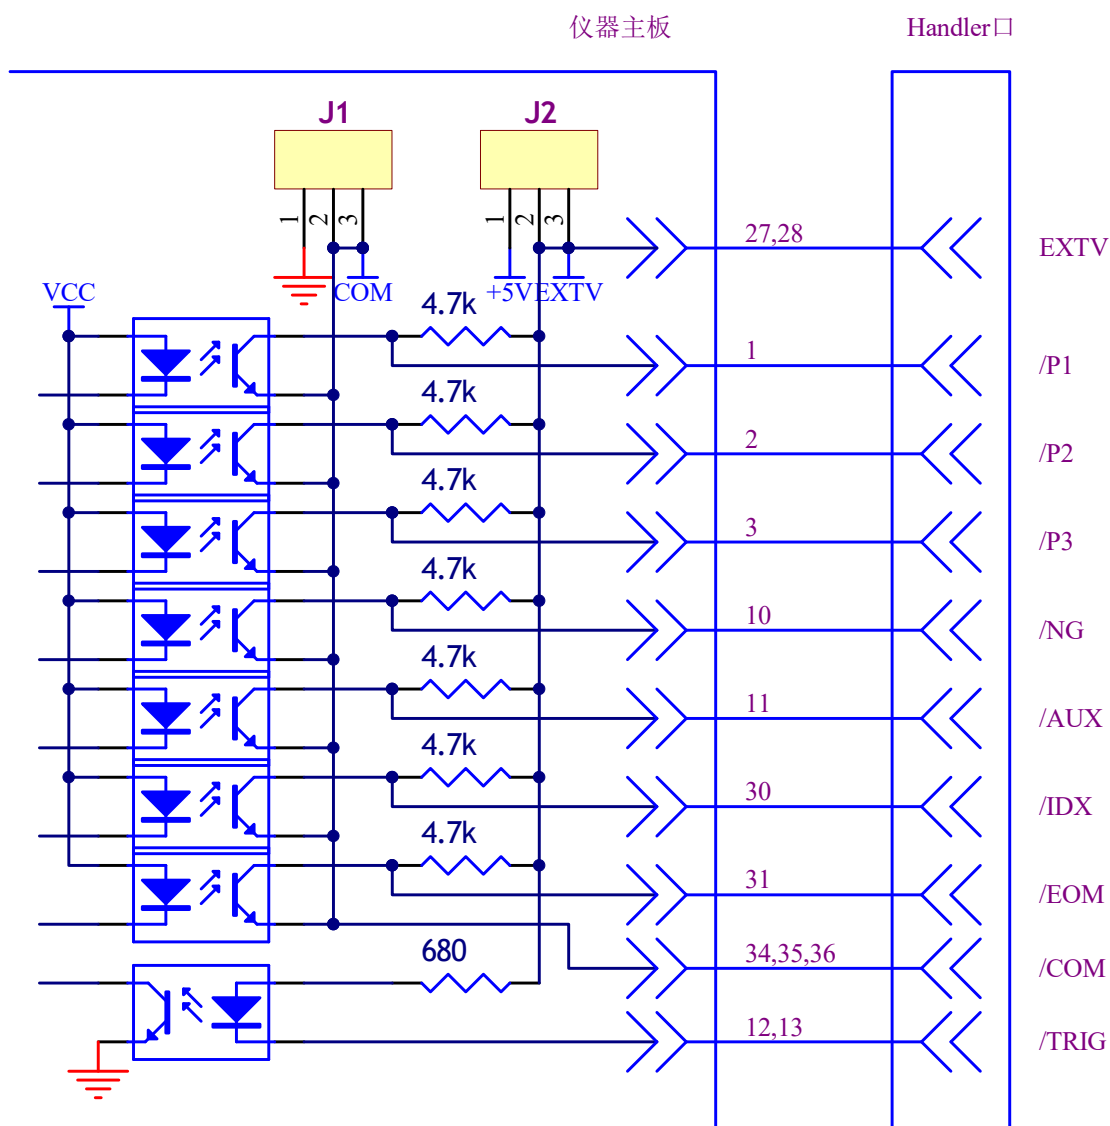 仪器主板 Handler口
J1 J2
1 2 3 1 2 3
27,28 EXTV
VCC COM +5V EXTV
4.7k
1 /P1
4.7k
2 /P2
4.7k
3 /P3
4.7k
10 /NG
4.7k
11 /AUX
4.7k
30 /IDX
4.7k
31 /EOM
680
34,35,36 /COM
12,13 /TRIG